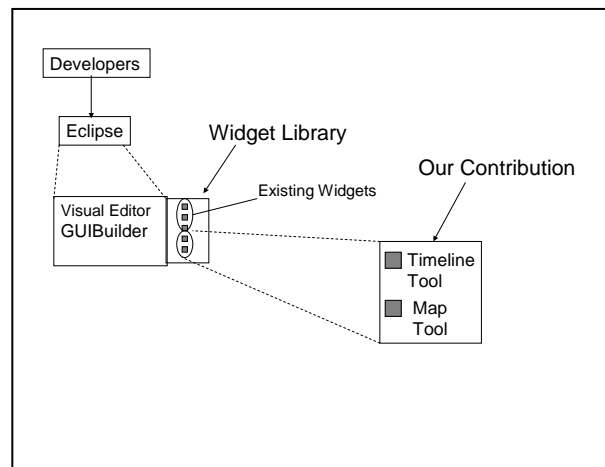 Developers
Eclipse
Widget Library
Our Contribution
Existing Widgets
Visual Editor
GUIBuilder
Timeline
Tool
Map
Tool